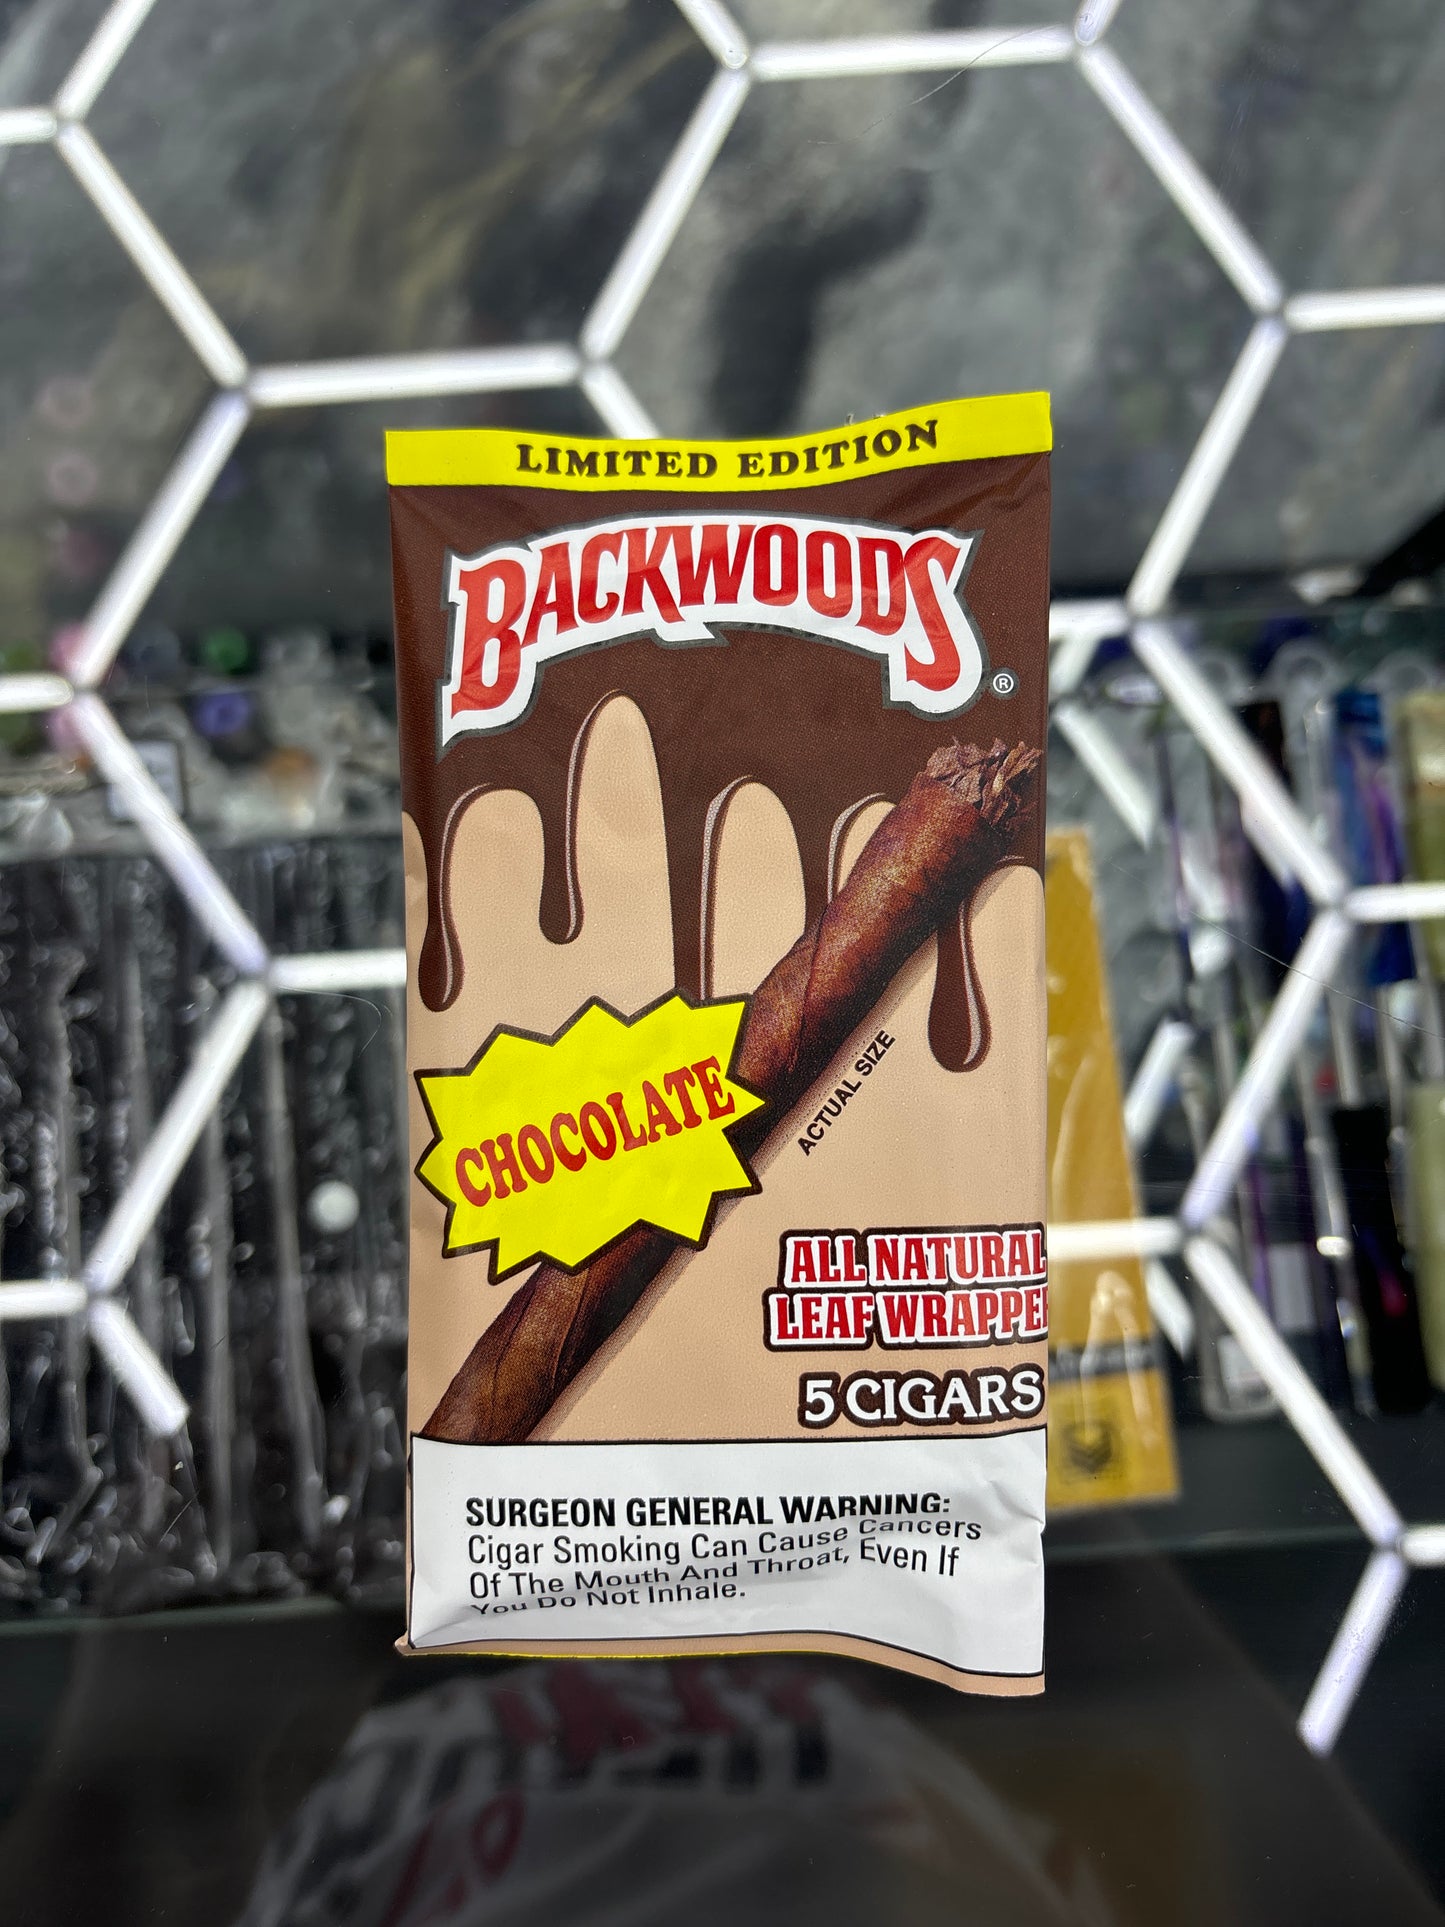 LIMITED EDITION
BACKWOODS®
CHOCOLATE
ACTUAL SIZE
ALL NATURAL
LEAF WRAPPER
5 CIGARS
SURGEON GENERAL WARNING:
Cigar Smoking Can Cause Cancers
Of The Mouth And Throat, Even If
You Do Not Inhale.